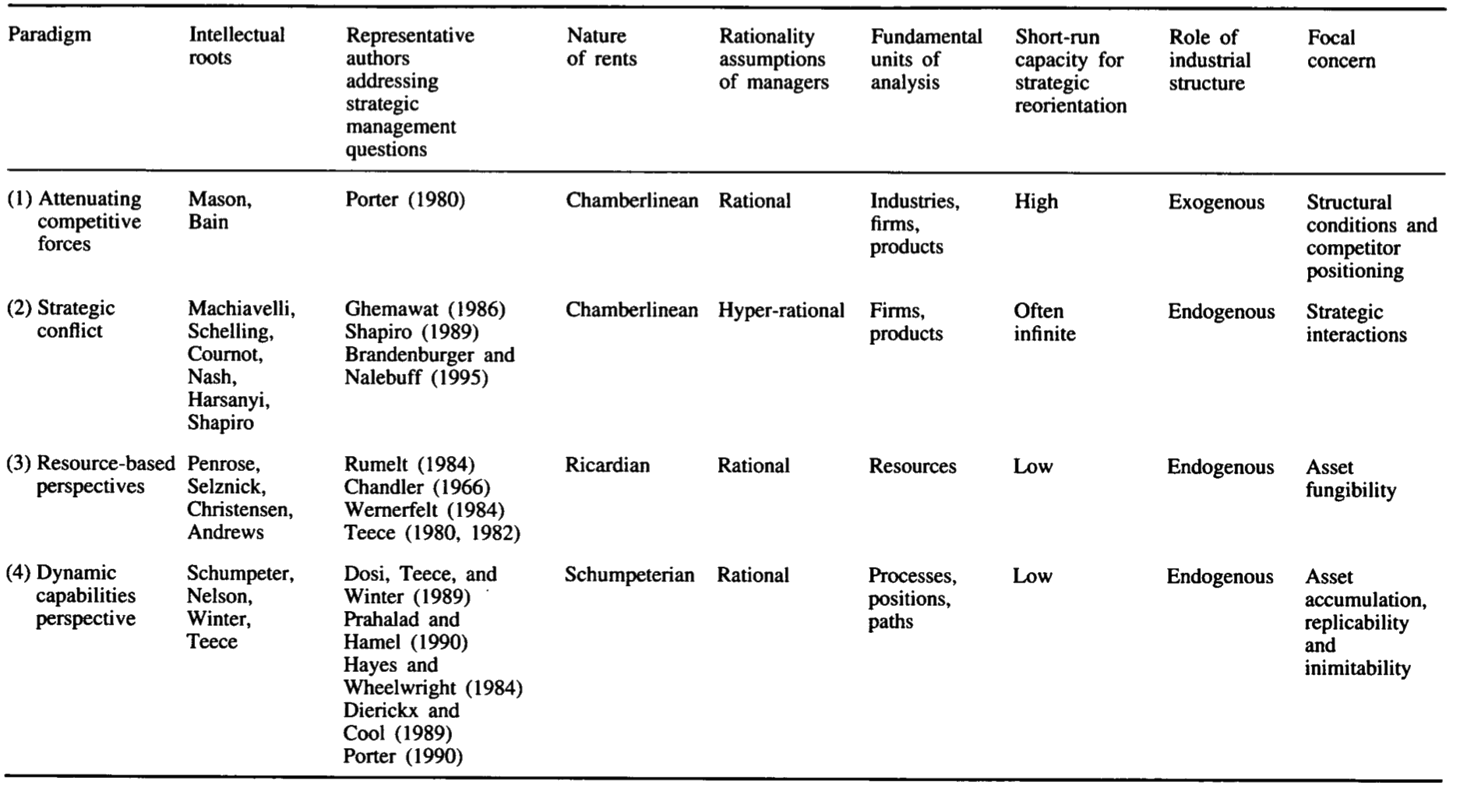 Paradigm
Intellectual
roots
Representative
authors
addressing
strategic
management
questions
Nature
of rents
Rationality
assumptions
of managers
Fundamental
units of
analysis
Short-run
capacity for
strategic
reorientation
Role of
industrial
structure
Focal
concern
(1) Attenuating
competitive
forces
Mason,
Bain
Porter (1980)
Chamberlinean
Rational
Industries,
firms,
products
High
Exogenous
Structural
conditions and
competitor
positioning
(2) Strategic
conflict
Machiavelli,
Schelling,
Cournot,
Nash,
Harsanyi,
Shapiro
Ghemawat (1986)
Shapiro (1989)
Brandenburger and
Nalebuff (1995)
Chamberlinean
Hyper-rational
Firms,
products
Often
infinite
Endogenous
Strategic
interactions
(3) Resource-based
perspectives
Penrose,
Selznick,
Christensen,
Andrews
Rumelt (1984)
Chandler (1966)
Wernerfelt (1984)
Teece (1980, 1982)
Ricardian
Rational
Resources
Low
Endogenous
Asset
fungibility
(4) Dynamic
capabilities
perspective
Schumpeter,
Nelson,
Winter,
Teece
Dosi, Teece, and
Winter (1989)
Prahalad and
Hamel (1990)
Hayes and
Wheelwright (1984)
Dierickx and
Cool (1989)
Porter (1990)
Schumpeterian
Rational
Processes,
positions,
paths
Low
Endogenous
Asset
accumulation,
replicability
and
inimitability